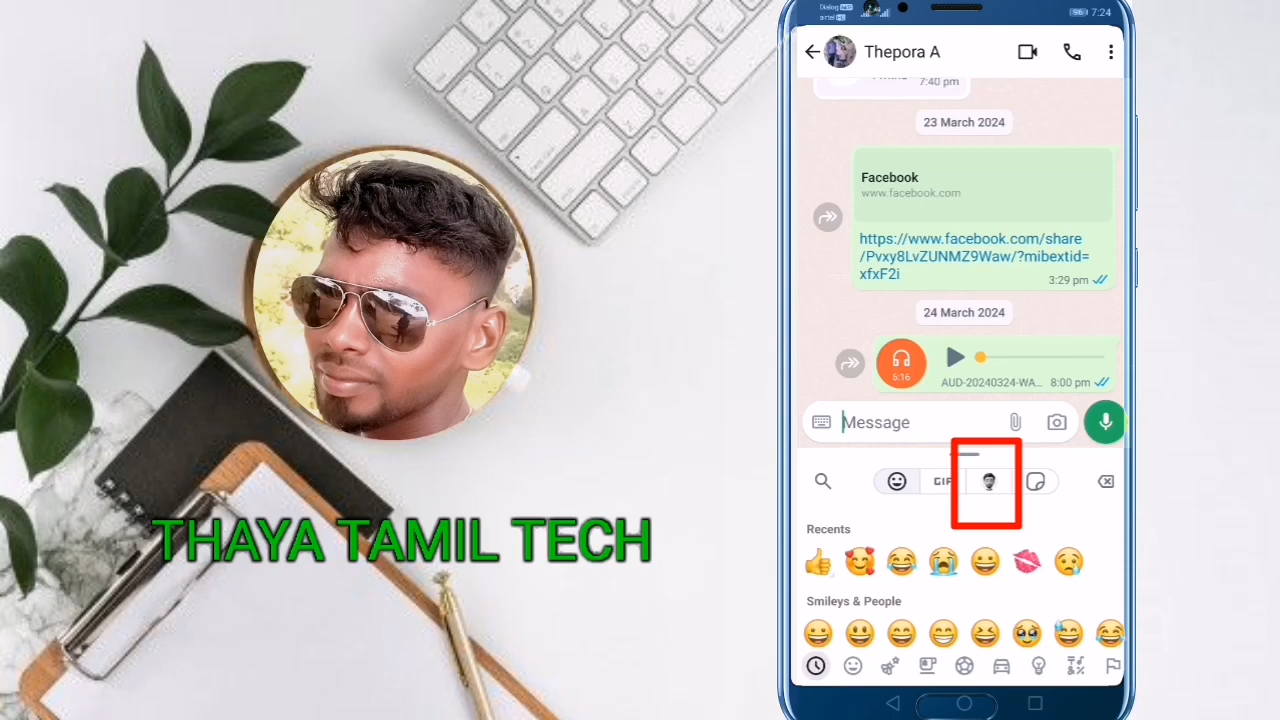 Dialog
airtel
96
7:24
Thepora A
7:40 pm
23 March 2024
Facebook
www.facebook.com
https://www.facebook.com/share
/Pvxy8LvZUNMZ9Waw/?mibextid=
xfxF2i
3:29 pm
24 March 2024
6:16
AUD-20240324-WA...
8:00 pm
Message
GIF
Recents
Smileys & People
THAYA TAMIL TECH